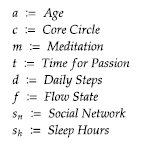 a := Age
c := Core Circle
m := Meditation
t := Time for Passion
d := Daily Steps
f := Flow State
sₙ := Social Network
sₕ := Sleep Hours